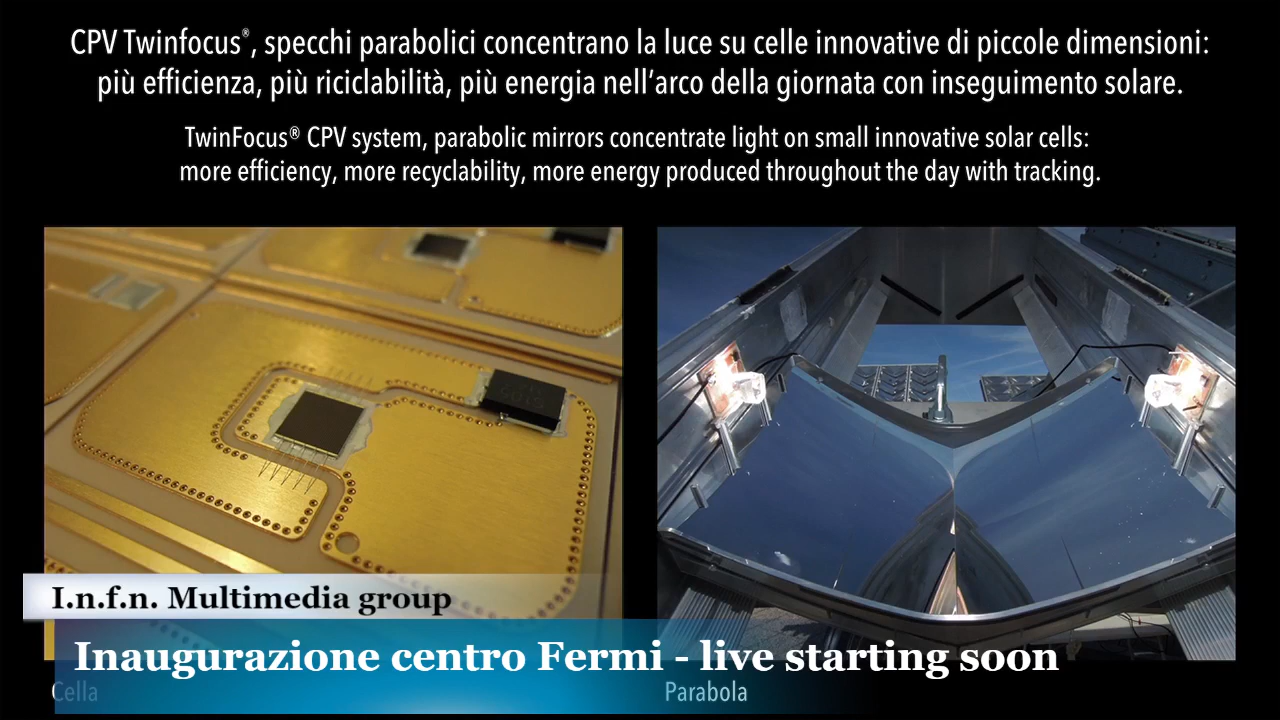 CPV Twinfocus®, specchi parabolici concentrano la luce su celle innovative di piccole dimensioni:
più efficienza, più riciclabilità, più energia nell'arco della giornata con inseguimento solare.
TwinFocus® CPV system, parabolic mirrors concentrate light on small innovative solar cells:
more efficiency, more recyclability, more energy produced throughout the day with tracking.
I.n.f.n. Multimedia group
Inaugurazione centro Fermi - live starting soon
Cella
Parabola